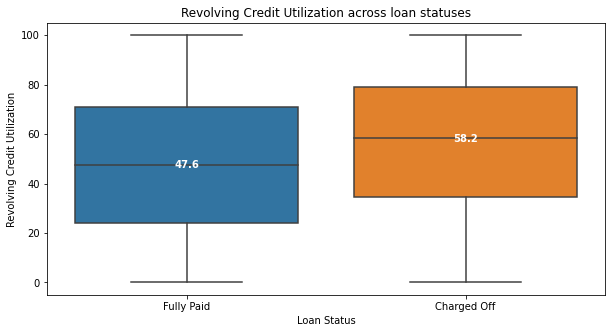 Revolving Credit Utilization across loan statuses
Revolving Credit Utilization
100
80
60
40
20
0
47.6
58.2
Fully Paid
Charged Off
Loan Status